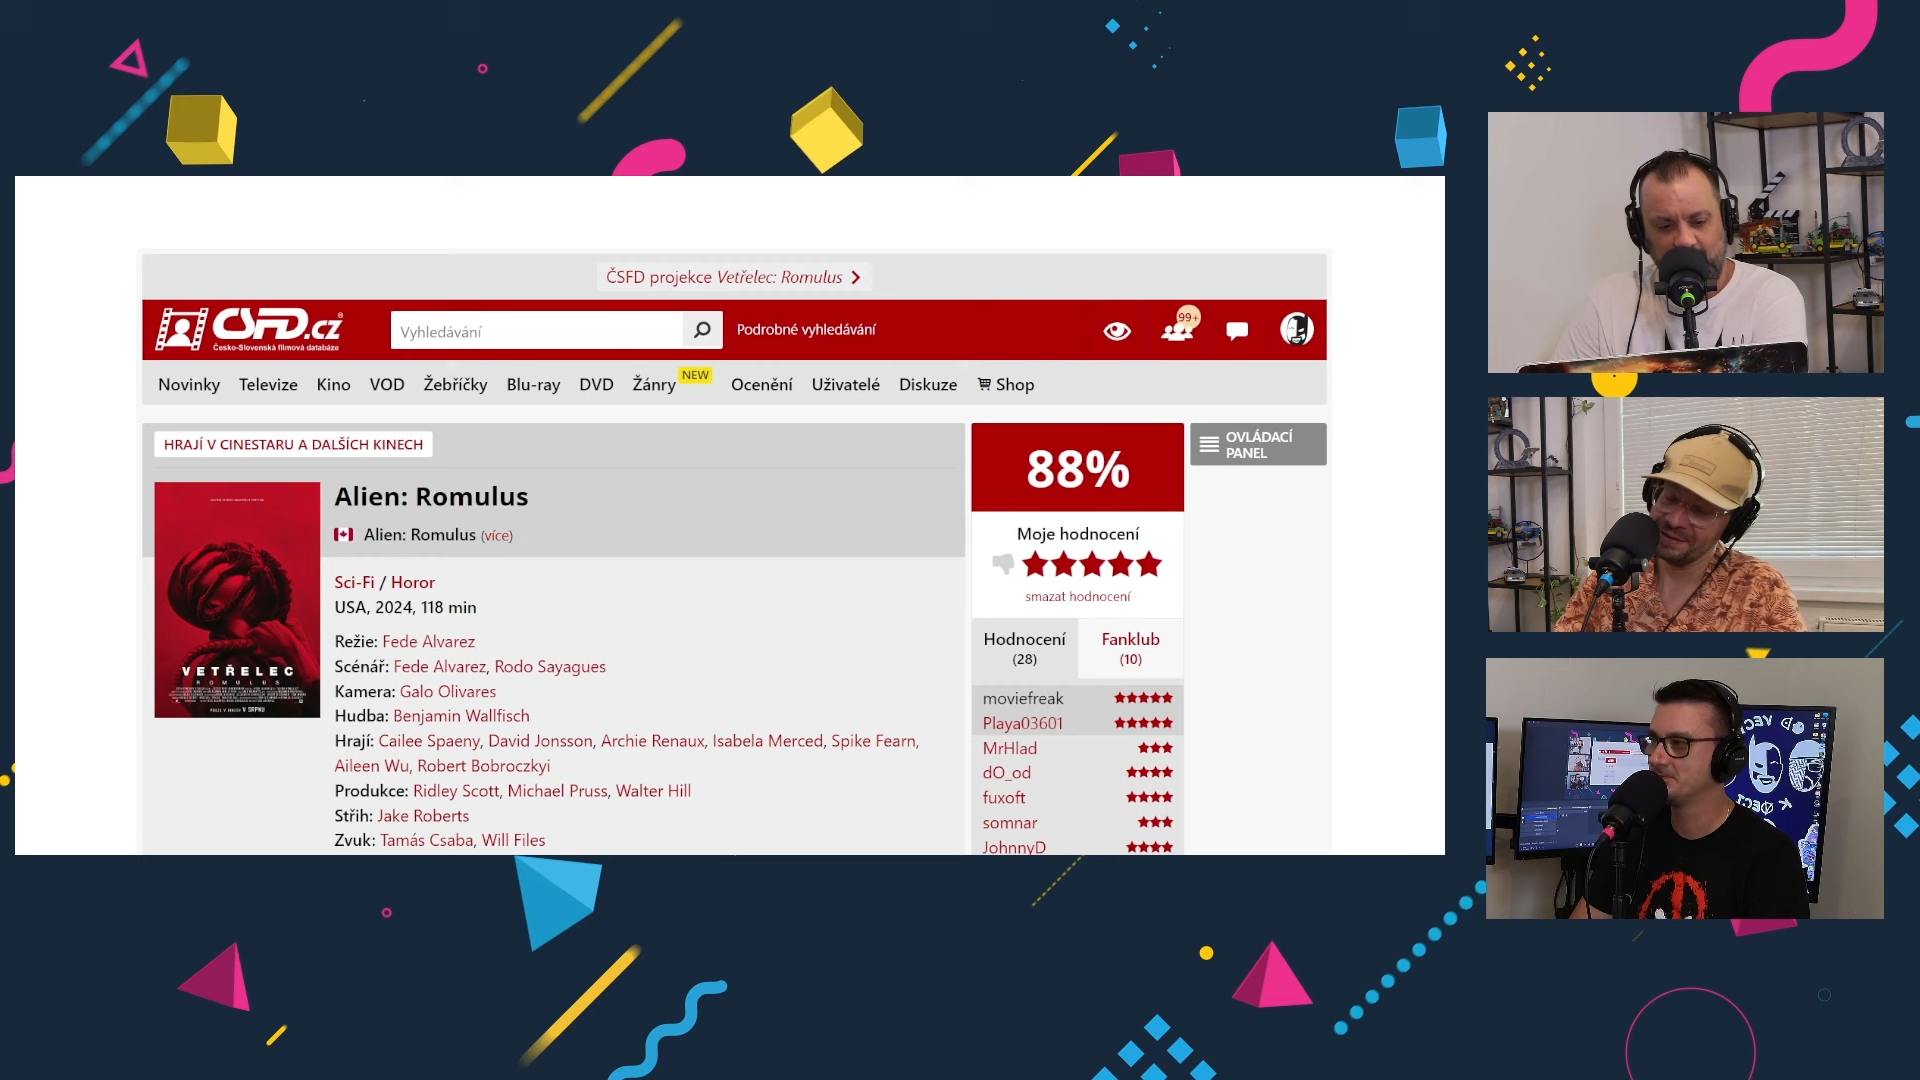 ČSFD projekce Vetřelec: Romulus
ČSFD.cz
Česko-Slovenská filmová databáze
Vyhledávání
Podrobné vyhledávání
99+
Novinky Televize Kino VOD Žebříčky Blu-ray DVD Žánry NEW Ocenění Uživatelé Diskuze Shop
HRAJÍ V CINESTARU A DALŠÍCH KINECH
Alien: Romulus
Alien: Romulus (více)
Sci-Fi / Horor
USA, 2024, 118 min
Režie: Fede Alvarez
Scénář: Fede Alvarez, Rodo Sayagues
Kamera: Galo Olivares
Hudba: Benjamin Wallfisch
Hrají: Cailee Spaeny, David Jonsson, Archie Renaux, Isabela Merced, Spike Fearn,
Aileen Wu, Robert Bobroczkyi
Produkce: Ridley Scott, Michael Pruss, Walter Hill
Střih: Jake Roberts
Zvuk: Tamás Csaba, Will Files
VETŘELEC
ROMULUS
V SRPNU
88%
Moje hodnocení
smazat hodnocení
Hodnocení
(28)
Fanklub
(10)
moviefreak
Playa03601
MrHlad
dO_od
fuxoft
somnar
JohnnyD
OVLÁDACÍ
PANEL